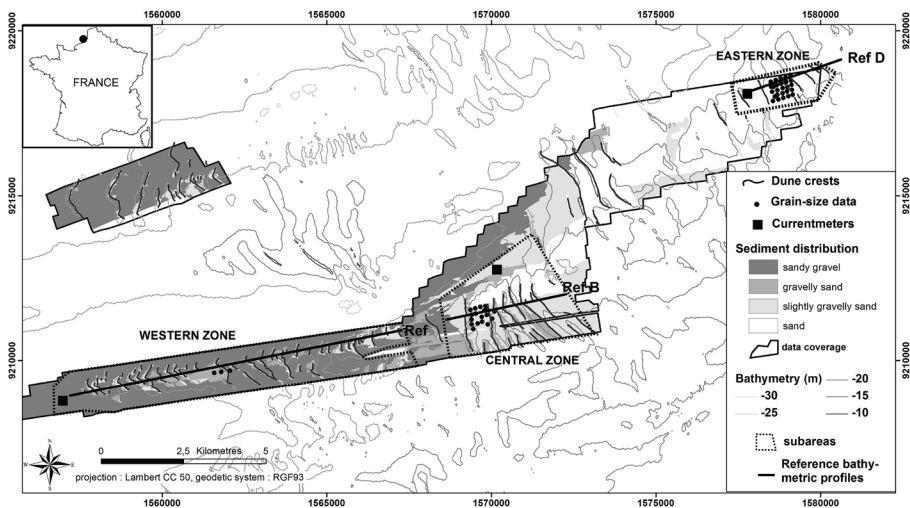 1560000 1565000 1570000 1575000 1580000
9220000
9220000
FRANCE
EASTERN ZONE
Ref D
9215000
9215000
Dune crests
Grain-size data
Currentmeters
Sediment distribution
sandy gravel
gravelly sand
slightly gravelly sand
sand
data coverage
Bathymetry (m)
-20
-30
-15
-25
-10
subareas
Reference bathy-
metric profiles
Ref B
WESTERN ZONE
Ref
CENTRAL ZONE
9210000
9210000
N
W E
S
0 2,5 Kilometres 5
projection : Lambert CC 50, geodetic system : RGF93
1560000 1565000 1570000 1575000 1580000